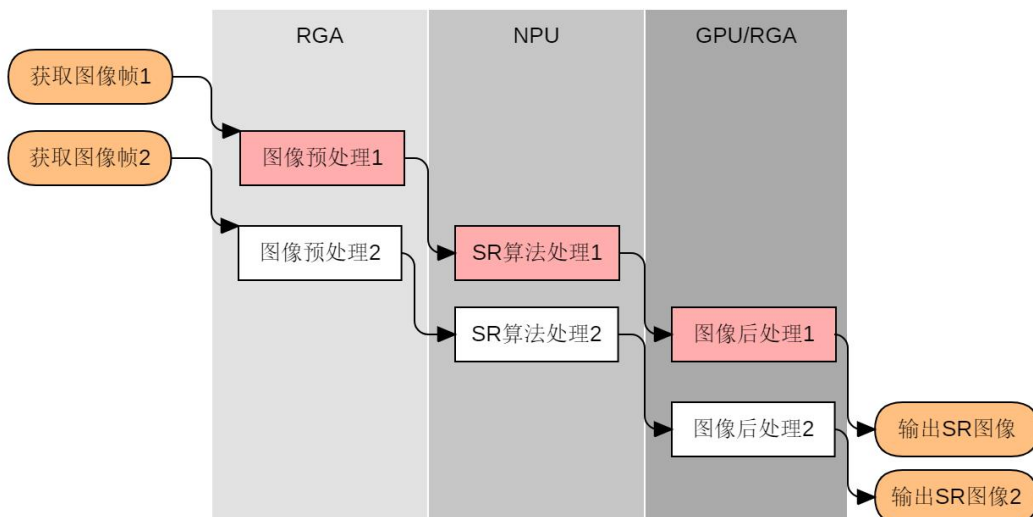 RGA
NPU
GPU/RGA
获取图像帧1
获取图像帧2
图像预处理1
图像预处理2
SR算法处理1
SR算法处理2
图像后处理1
图像后处理2
输出SR图像
输出SR图像2